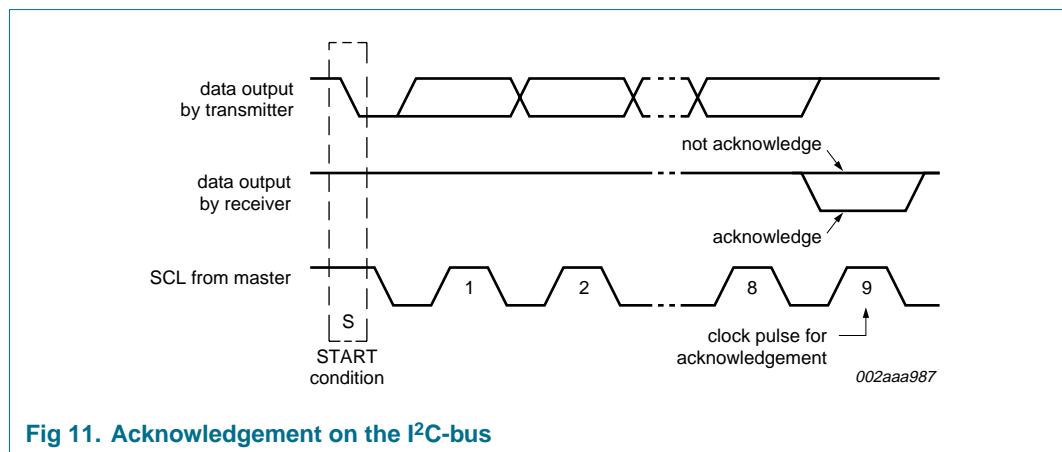 data output
by transmitter
not acknowledge
data output
by receiver
acknowledge
SCL from master
1
2
8
9
S
START
condition
clock pulse for
acknowledgement
002aaa987
Fig 11. Acknowledgement on the I²C-bus